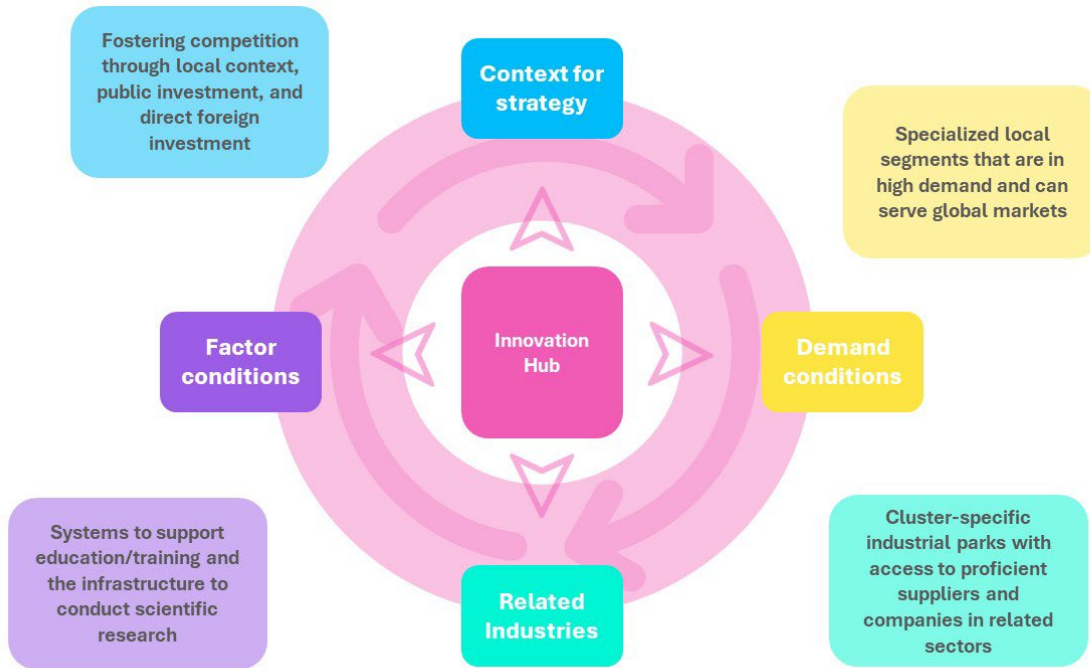 Fostering competition
through local context,
public investment, and
direct foreign
investment
Context for
strategy
Specialized local
segments that are in
high demand and can
serve global markets
Factor
conditions
Innovation
Hub
Demand
conditions
Systems to support
education/training and
the infrastructure to
conduct scientific
research
Related
Industries
Cluster-specific
industrial parks with
access to proficient
suppliers and
companies in related
sectors